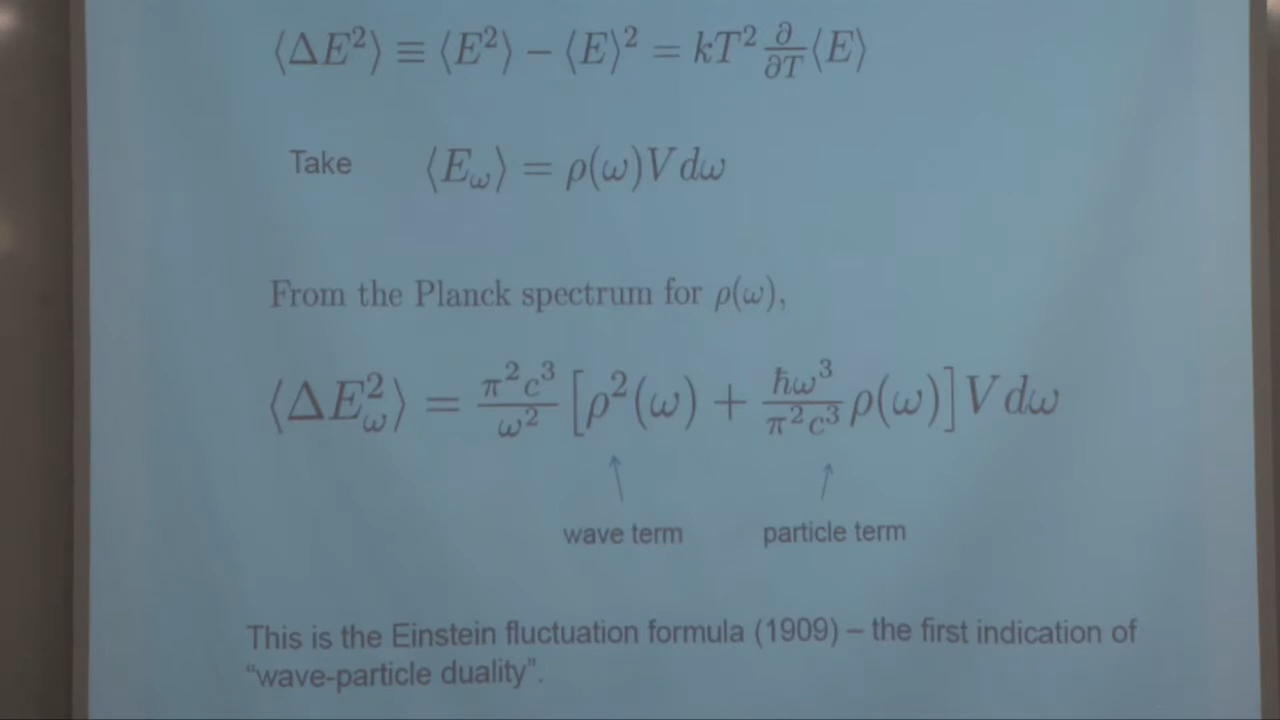 ⟨ΔE²⟩ ≡ ⟨E²⟩ − ⟨E⟩² = kT² ∂/∂T ⟨E⟩
Take ⟨E_ω⟩ = ρ(ω)V dω
From the Planck spectrum for ρ(ω),
⟨ΔE_ω²⟩ = π²c³/ω² [ρ²(ω) + ħω³/π²c³ ρ(ω)] V dω
wave term particle term
This is the Einstein fluctuation formula (1909) – the first indication of
“wave-particle duality”.